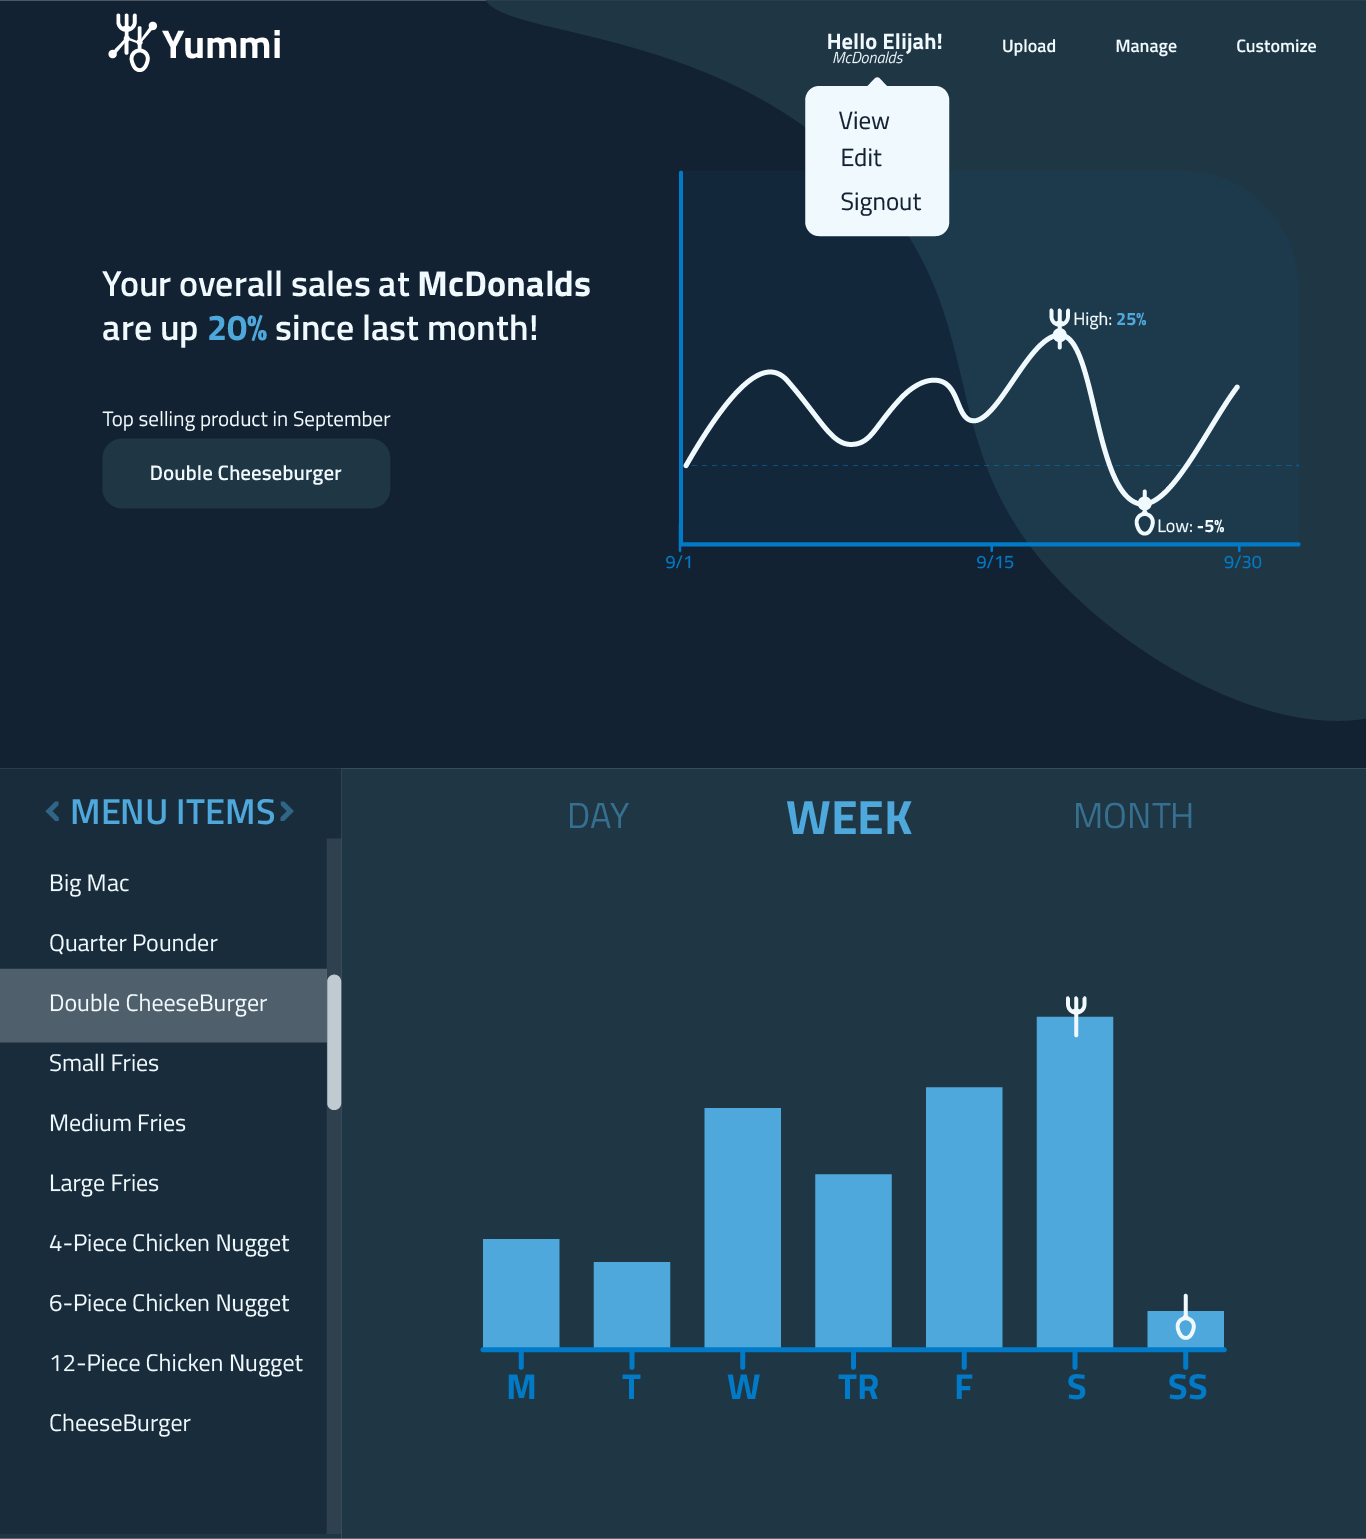 Yummi
Hello Elijah!
McDonalds
Upload
Manage
Customize
View
Edit
Signout
Your overall sales at McDonalds
are up 20% since last month!
Top selling product in September
Double Cheeseburger
High: 25%
Low: -5%
9/1
9/15
9/30
MENU ITEMS
Big Mac
Quarter Pounder
Double CheeseBurger
Small Fries
Medium Fries
Large Fries
4-Piece Chicken Nugget
6-Piece Chicken Nugget
12-Piece Chicken Nugget
CheeseBurger
DAY
WEEK
MONTH
M
T
W
TR
F
S
SS